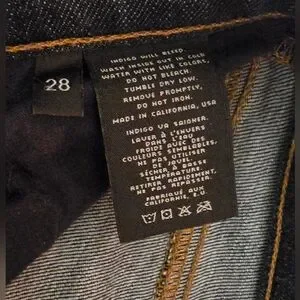 28
INDIGO WILL BLEED
WASH INSIDE OUT IN COLD
WATER WITH LIKE COLORS,
DO NOT BLEACH.
TUMBLE DRY LOW.
REMOVE PROMPTLY,
DO NOT IRON.
MADE IN CALIFORNIA, USA
INDIGO VA SAIGNER.
LAVER À L'ENVERS
DANS L'EAU
FROIDE AVEC DES
COULEURS SEMBLABLES,
NE PAS UTILISER
DE JAVEL.
SÉCHER À BASSE
TEMPÉRATURE
RETIRER RAPIDEMENT,
NE PAS REPASSER.
FABRIQUÉ AUX
CALIFORNIE, E.U.